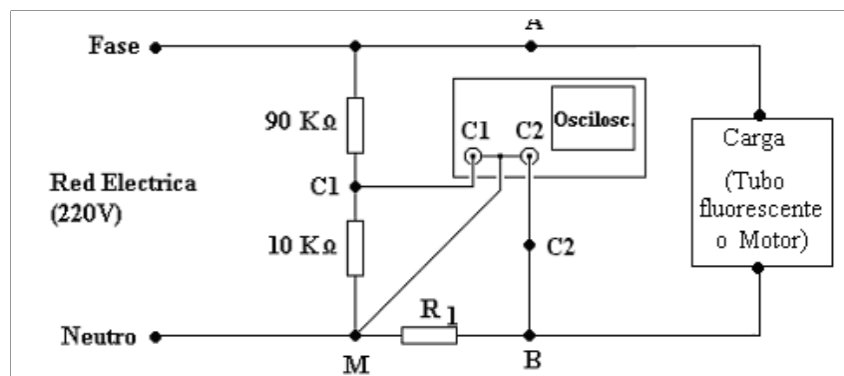 A
Fase
90 KΩ
C1 C2
Oscilosc.
Carga
(Tubo
fluorescente
o Motor)
Red Electrica
(220V)
C1
10 KΩ
C2
R1
Neutro
M
B